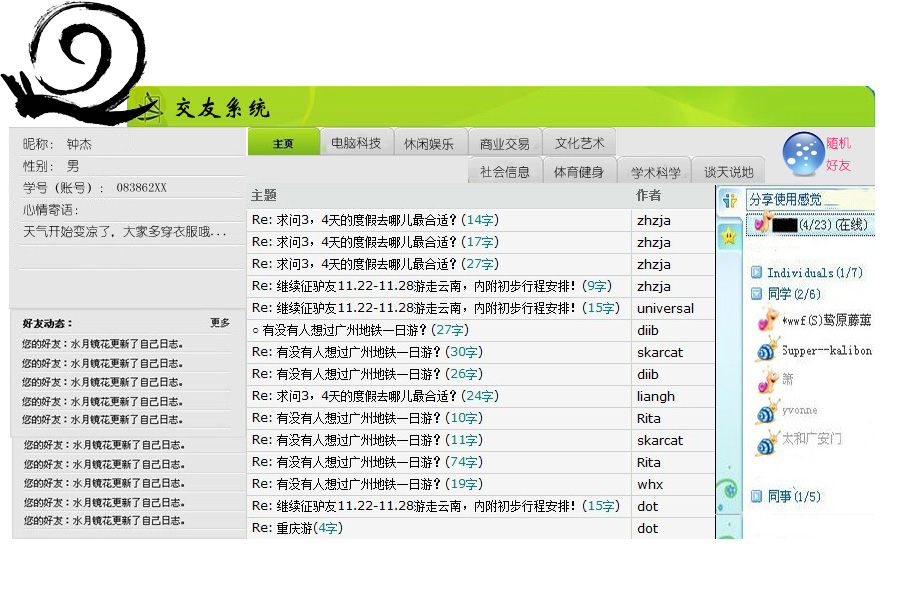 交友系统
昵称： 钟杰
性别： 男
学号（账号）： 083862XX
心情寄语：
天气开始变凉了，大家多穿衣服哦...
好友动态： 更多
您的好友：水月镜花更新了自己日志。
您的好友：水月镜花更新了自己日志。
您的好友：水月镜花更新了自己日志。
您的好友：水月镜花更新了自己日志。
您的好友：水月镜花更新了自己日志。
您的好友：水月镜花更新了自己日志。
您的好友：水月镜花更新了自己日志。
您的好友：水月镜花更新了自己日志。
您的好友：水月镜花更新了自己日志。
您的好友：水月镜花更新了自己日志。
主页 电脑科技 休闲娱乐 商业交易 文化艺术
社会信息 体育健身 学术科学 谈天说地
随机
好友
主题 作者
Re: 求问3，4天的度假去哪儿最合适？(14字) zhzja
Re: 求问3，4天的度假去哪儿最合适？(17字) zhzja
Re: 求问3，4天的度假去哪儿最合适？(27字) zhzja
Re: 继续征驴友11.22-11.28游走云南，内附初步行程安排！(9字) zhzja
Re: 继续征驴友11.22-11.28游走云南，内附初步行程安排！(15字) universal
○ 有没有人想过广州地铁一日游？(27字) diib
Re: 有没有人想过广州地铁一日游？(30字) skarcat
Re: 有没有人想过广州地铁一日游？(26字) diib
Re: 求问3，4天的度假去哪儿最合适？(24字) liangh
Re: 有没有人想过广州地铁一日游？(10字) Rita
Re: 有没有人想过广州地铁一日游？(11字) skarcat
Re: 有没有人想过广州地铁一日游？(74字) Rita
Re: 有没有人想过广州地铁一日游？(19字) whx
Re: 继续征驴友11.22-11.28游走云南，内附初步行程安排！(15字) dot
Re: 重庆游(4字) dot
分享使用感觉
(4/23)(在线)
Individuals(1/7)
同学(2/6)
*wwf(S)鸳原藤薰
Supper--kalibon
萧
yvonne
太和广安门
同事(1/5)